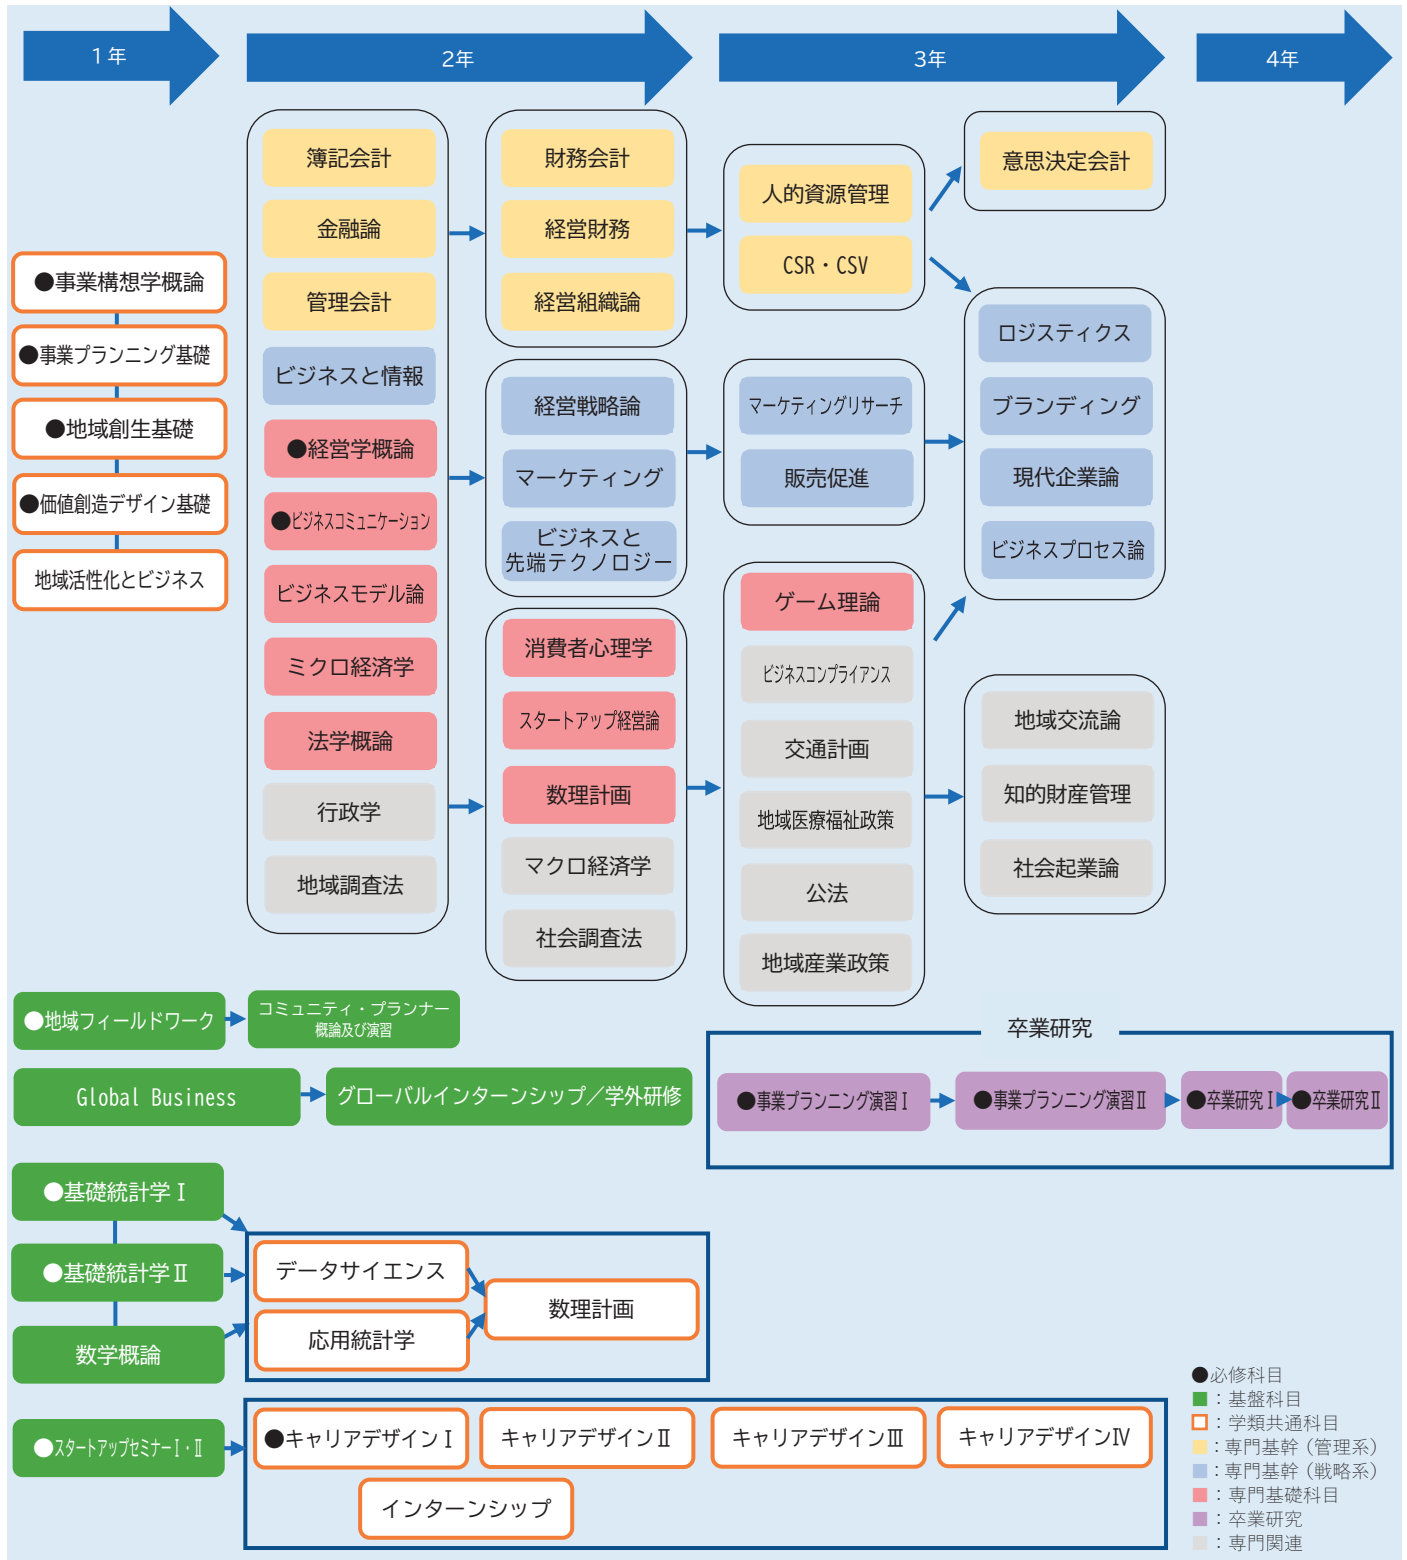 1年
2年
3年
4年
●事業構想学概論
●事業プランニング基礎
●地域創生基礎
●価値創造デザイン基礎
地域活性化とビジネス
簿記会計
金融論
管理会計
ビジネスと情報
●経営学概論
●ビジネスコミュニケーション
ビジネスモデル論
ミクロ経済学
法学概論
行政学
地域調査法
財務会計
経営財務
経営組織論
経営戦略論
マーケティング
ビジネスと
先端テクノロジー
消費者心理学
スタートアップ経営論
数理計画
マクロ経済学
社会調査法
人的資源管理
CSR・CSV
マーケティングリサーチ
販売促進
ゲーム理論
ビジネスコンプライアンス
交通計画
地域医療福祉政策
公法
地域産業政策
意思決定会計
ロジスティクス
ブランディング
現代企業論
ビジネスプロセス論
地域交流論
知的財産管理
社会起業論
●地域フィールドワーク
コミュニティ・プランナー
概論及び演習
Global Business
グローバルインターンシップ／学外研修
卒業研究
●事業プランニング演習Ⅰ
●事業プランニング演習Ⅱ
●卒業研究Ⅰ
●卒業研究Ⅱ
●基礎統計学Ⅰ
●基礎統計学Ⅱ
数学概論
データサイエンス
応用統計学
数理計画
●スタートアップセミナーⅠ・Ⅱ
●キャリアデザインⅠ
キャリアデザインⅡ
キャリアデザインⅢ
キャリアデザインⅣ
インターンシップ
●必修科目
■：基盤科目
□：学類共通科目
■：専門基幹（管理系）
■：専門基幹（戦略系）
■：専門基礎科目
■：卒業研究
■：専門関連